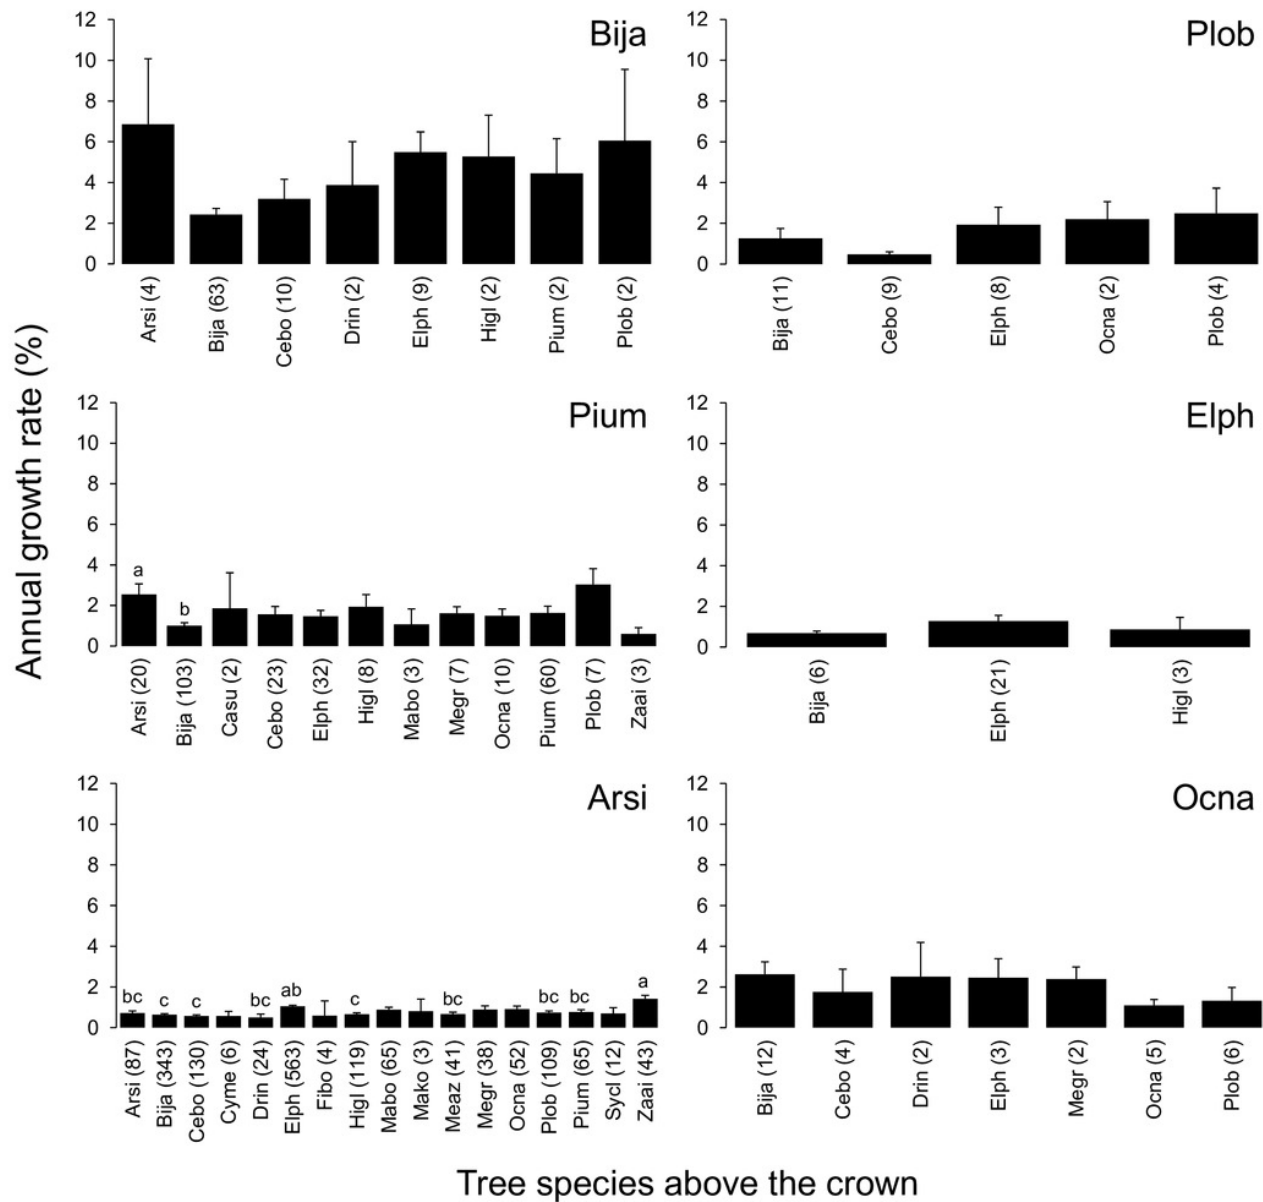 Annual growth rate (%)
Bija
12
10
8
6
4
2
0
Arsi (4)
Bija (63)
Cebo (10)
Drin (2)
Elph (9)
Higl (2)
Pium (2)
Plob (2)
Plob
12
10
8
6
4
2
0
Bija (11)
Cebo (9)
Elph (8)
Ocna (2)
Plob (4)
Pium
12
10
8
6
4
2
0
a
b
Arsi (20)
Bija (103)
Casu (2)
Cebo (23)
Elph (32)
Higl (8)
Mabo (3)
Megr (7)
Ocna (10)
Pium (60)
Plob (7)
Zaai (3)
Elph
12
10
8
6
4
2
0
Bija (6)
Elph (21)
Higl (3)
Arsi
12
10
8
6
4
2
0
bc
c
c
bc
ab
c
bc
bc
bc
a
Arsi (87)
Bija (343)
Cebo (130)
Cyme (6)
Drin (24)
Elph (563)
Fibo (4)
Higl (119)
Mabo (65)
Mako (3)
Meaz (41)
Megr (38)
Ocna (52)
Plob (109)
Pium (65)
Sycl (12)
Zaai (43)
Ocna
12
10
8
6
4
2
0
Bija (12)
Cebo (4)
Drin (2)
Elph (3)
Megr (2)
Ocna (5)
Plob (6)
Tree species above the crown